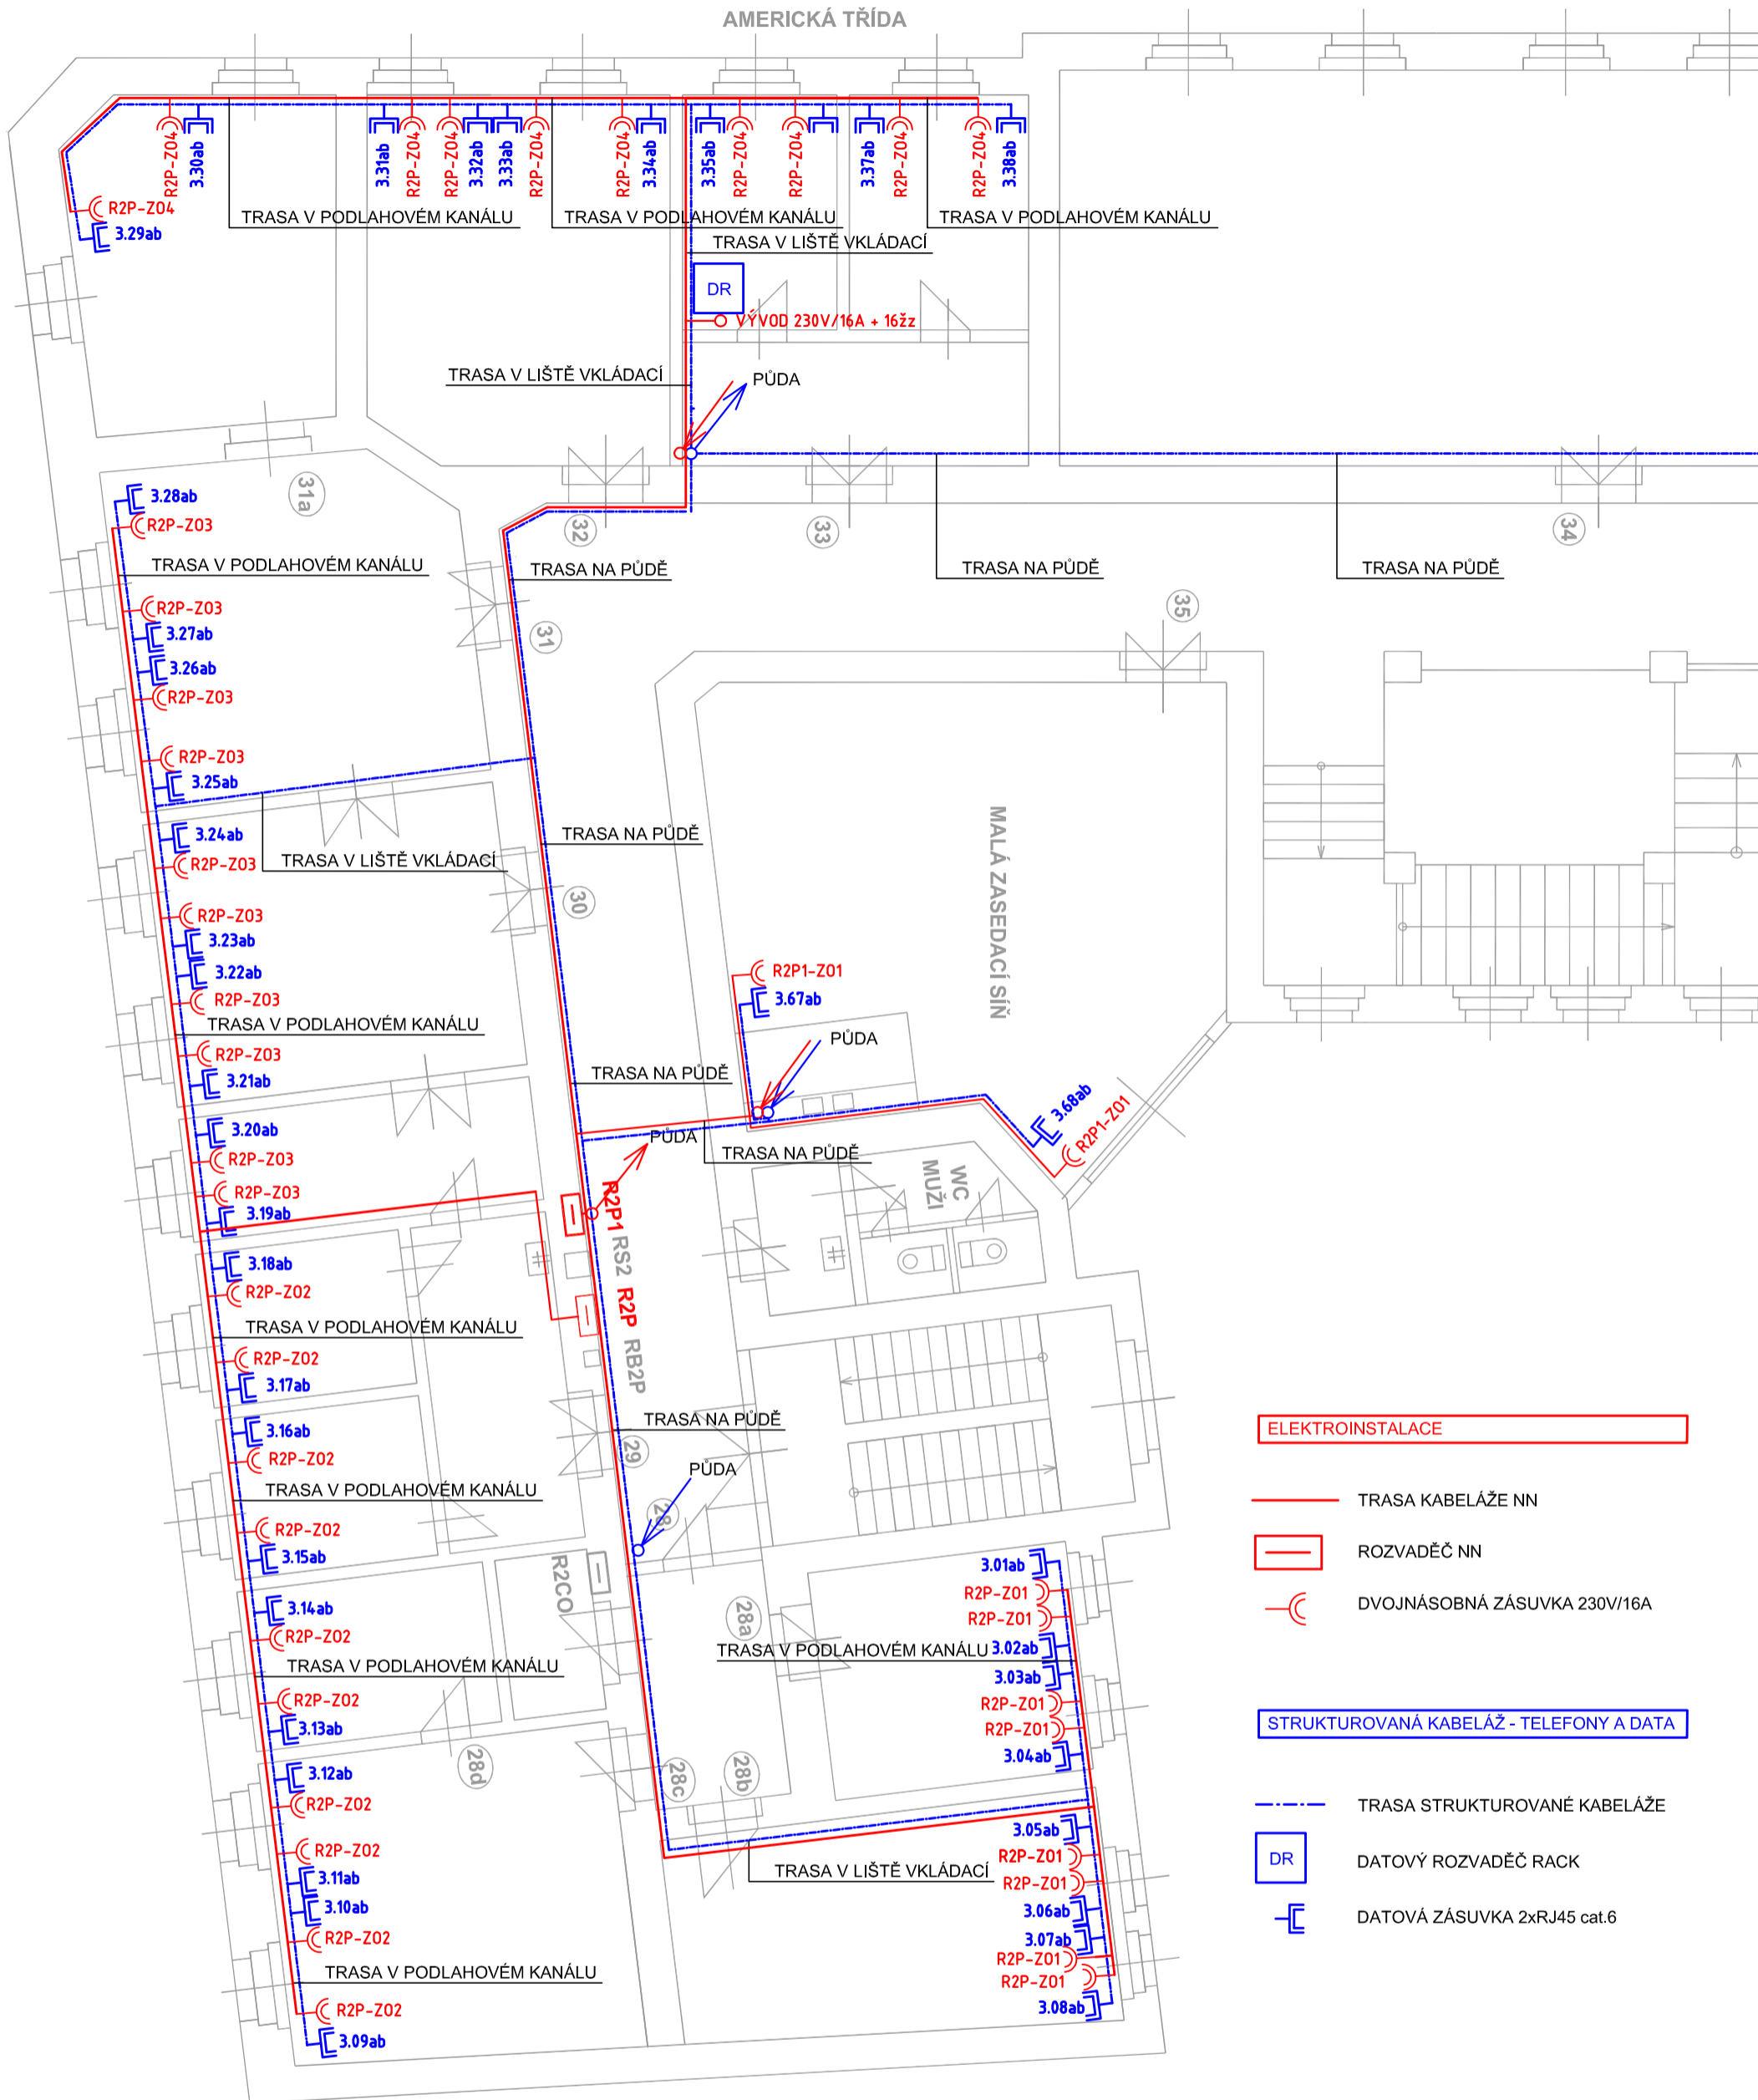 AMERICKÁ TŘÍDA
R2P-Z04
3.30ab
3.31ab
R2P-Z04
R2P-Z04
3.32ab
3.33ab
R2P-Z04
R2P-Z04
3.34ab
3.35ab
R2P-Z04
R2P-Z04
3.37ab
R2P-Z04
R2P-Z04
3.38ab
R2P-Z04
3.29ab
TRASA V PODLAHOVÉM KANÁLU
TRASA V PODLAHOVÉM KANÁLU
TRASA V PODLAHOVÉM KANÁLU
TRASA V LIŠTĚ VKLÁDACÍ
DR
VÝVOD 230V/16A + 16žz
TRASA V LIŠTĚ VKLÁDACÍ
PŮDA
31a
32
33
34
3.28ab
R2P-Z03
TRASA V PODLAHOVÉM KANÁLU
TRASA NA PŮDĚ
TRASA NA PŮDĚ
TRASA NA PŮDĚ
R2P-Z03
3.27ab
3.26ab
R2P-Z03
31
35
R2P-Z03
3.25ab
3.24ab
R2P-Z03
TRASA V LIŠTĚ VKLÁDACÍ
TRASA NA PŮDĚ
30
MALÁ ZASEDACÍ SÍŇ
R2P-Z03
3.23ab
3.22ab
R2P-Z03
TRASA V PODLAHOVÉM KANÁLU
R2P-Z03
3.21ab
R2P1-Z01
3.67ab
PŮDA
TRASA NA PŮDĚ
3.68ab
R2P1-Z01
3.20ab
R2P-Z03
R2P-Z03
3.19ab
PŮDA
TRASA NA PŮDĚ
WC
MUŽI
R2P1
RS2
R2P
RB2P
3.18ab
R2P-Z02
TRASA V PODLAHOVÉM KANÁLU
R2P-Z02
3.17ab
3.16ab
R2P-Z02
TRASA V PODLAHOVÉM KANÁLU
R2P-Z02
3.15ab
TRASA NA PŮDĚ
29
PŮDA
28
R2CO
28a
3.14ab
R2P-Z02
TRASA V PODLAHOVÉM KANÁLU
R2P-Z02
3.13ab
3.12ab
R2P-Z02
28d
28c
28b
R2P-Z02
3.11ab
3.10ab
R2P-Z02
TRASA V PODLAHOVÉM KANÁLU
R2P-Z02
3.09ab
3.01ab
R2P-Z01
R2P-Z01
3.02ab
TRASA V PODLAHOVÉM KANÁLU
3.03ab
R2P-Z01
R2P-Z01
3.04ab
3.05ab
R2P-Z01
TRASA V LIŠTĚ VKLÁDACÍ
R2P-Z01
3.06ab
3.07ab
R2P-Z01
R2P-Z01
3.08ab
ELEKTROINSTALACE
TRASA KABELÁŽE NN
ROZVADĚČ NN
DVOJNÁSOBNÁ ZÁSUVKA 230V/16A
STRUKTUROVANÁ KABELÁŽ - TELEFONY A DATA
TRASA STRUKTUROVANÉ KABELÁŽE
DR
DATOVÝ ROZVADĚČ RACK
DATOVÁ ZÁSUVKA 2xRJ45 cat.6